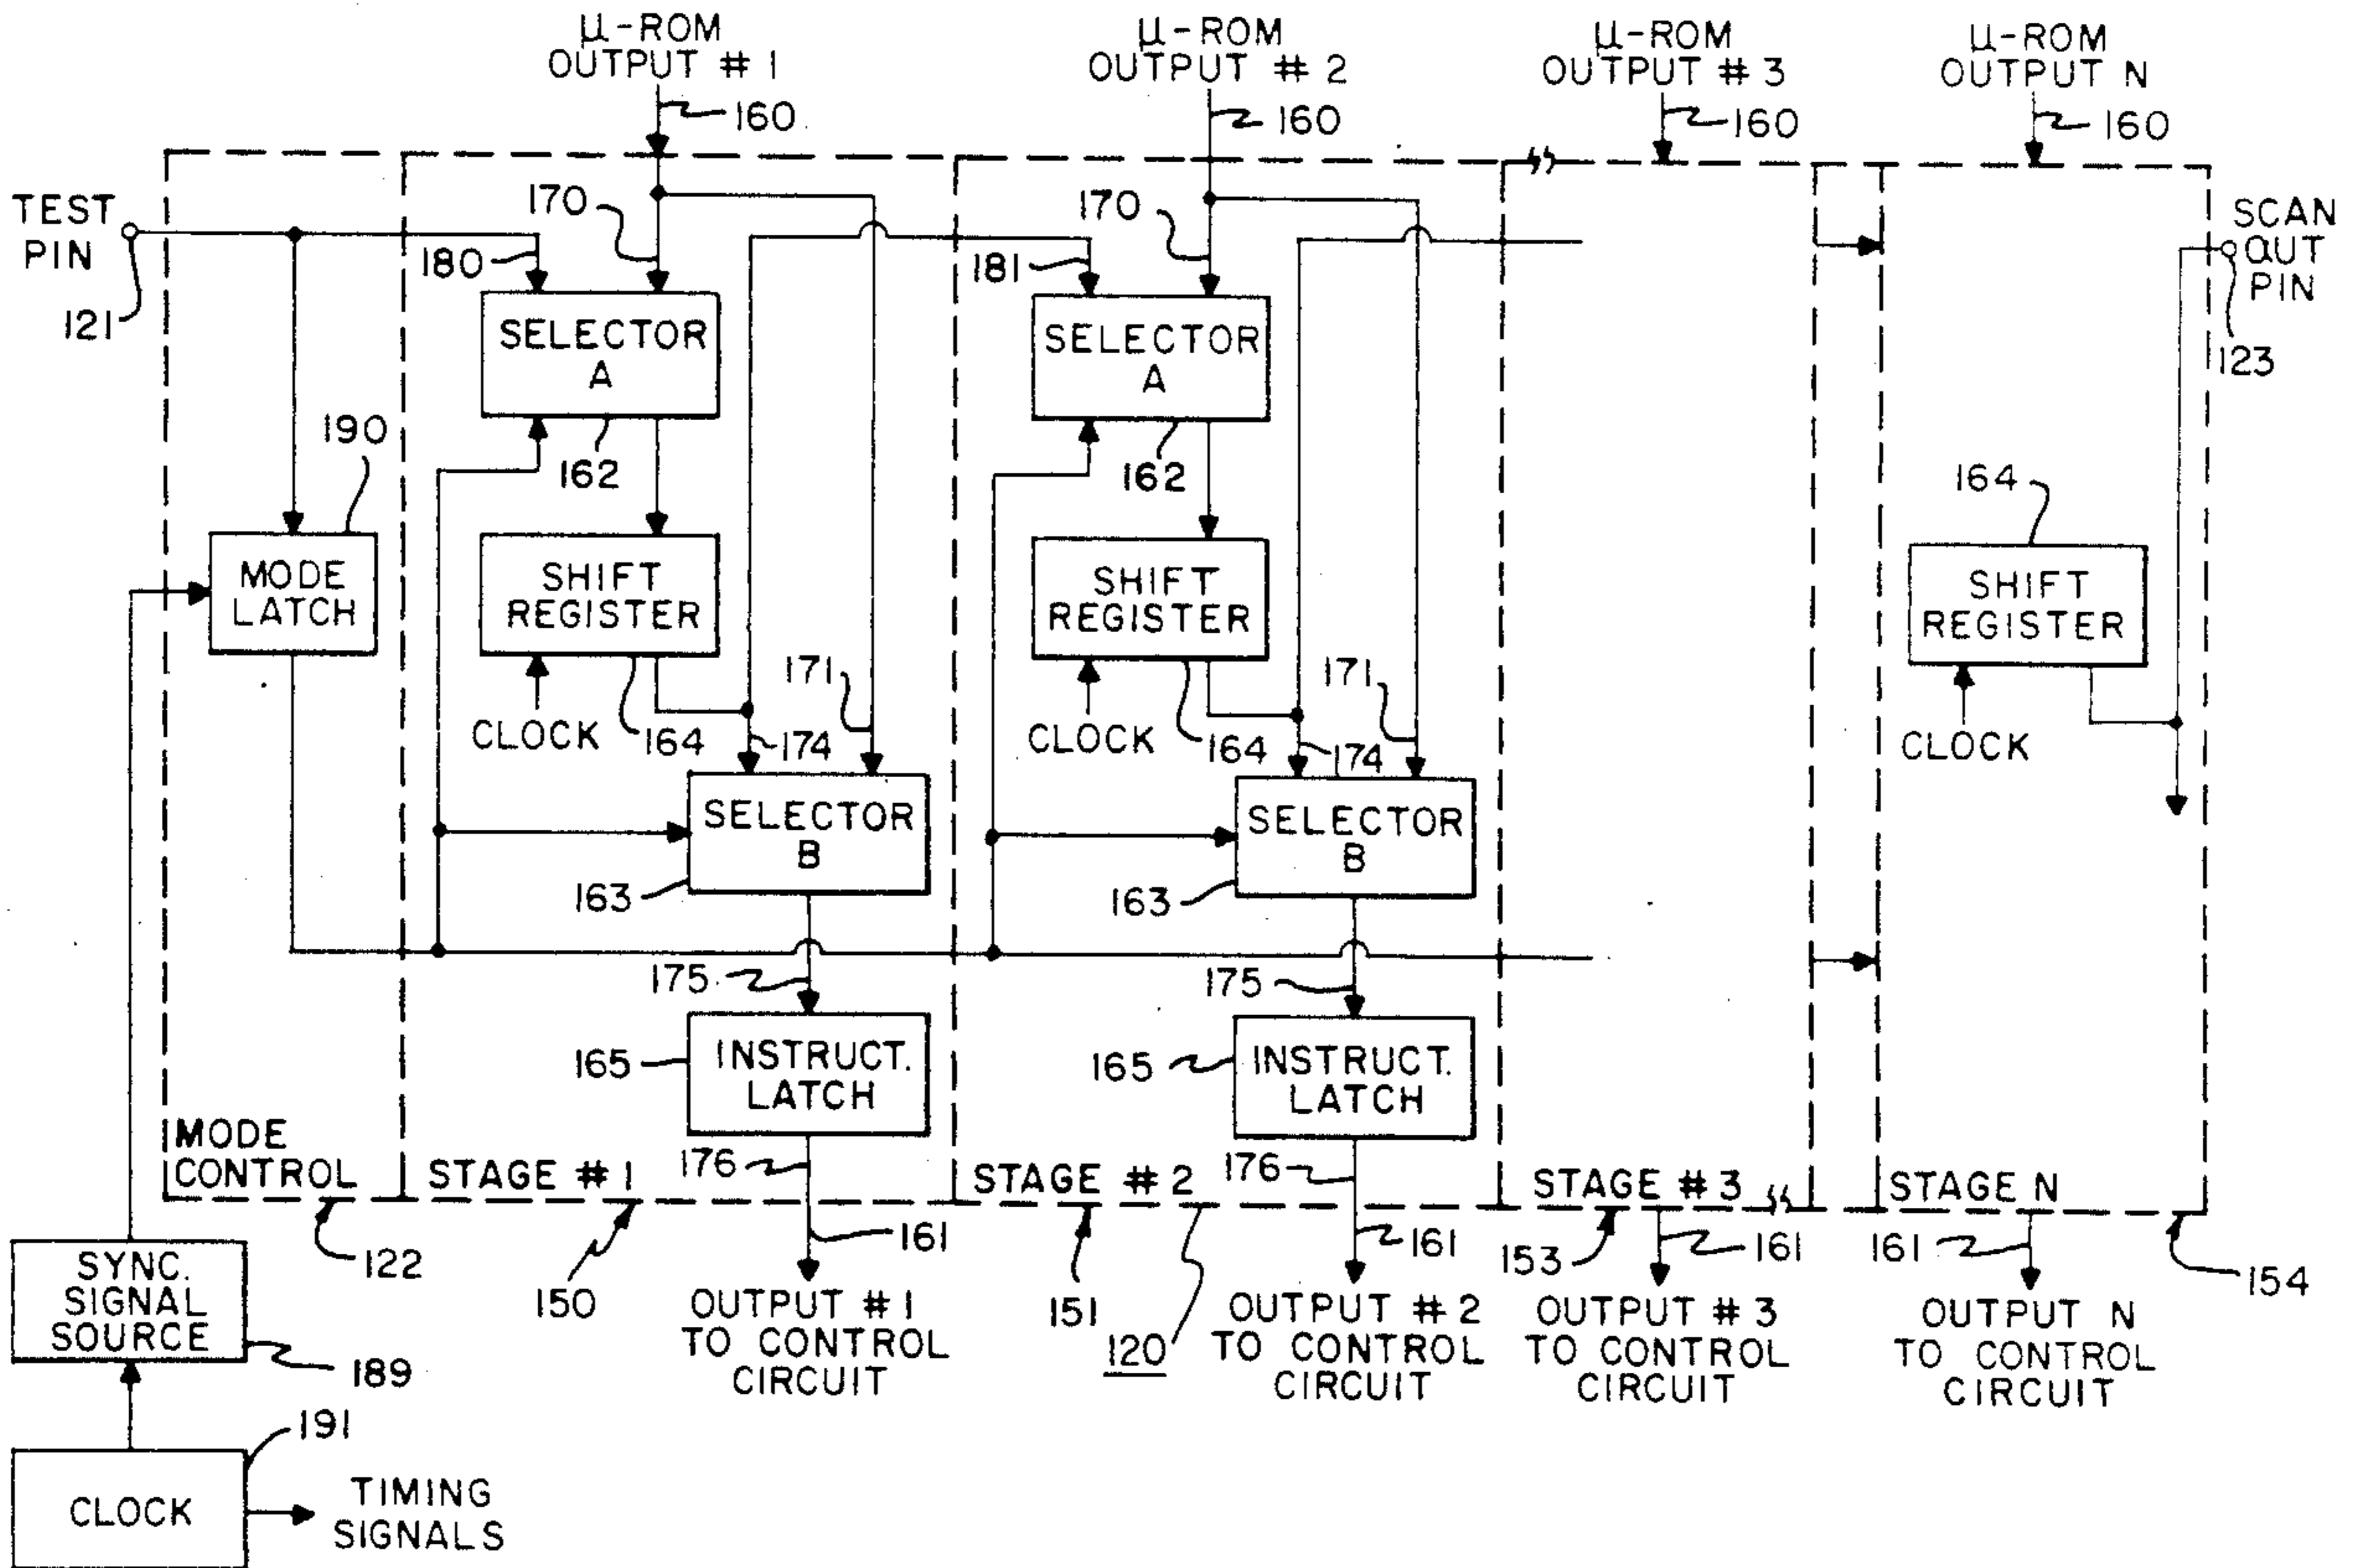 μ-ROM
OUTPUT # 1
μ-ROM
OUTPUT # 2
μ-ROM
OUTPUT # 3
μ-ROM
OUTPUT N
160
160
160
160
TEST
PIN
121
180
170
181
170
SCAN
OUT
PIN
123
SELECTOR
A
162
SELECTOR
A
162
190
MODE
LATCH
SHIFT
REGISTER
CLOCK
164
174
171
SHIFT
REGISTER
CLOCK
164
174
171
164
SHIFT
REGISTER
CLOCK
SELECTOR
B
163
SELECTOR
B
163
175
175
165
INSTRUCT.
LATCH
165
INSTRUCT.
LATCH
176
176
MODE
CONTROL
STAGE # 1
STAGE # 2
STAGE # 3
STAGE N
122
150
161
151
120
161
153
161
161
154
OUTPUT # 1
TO CONTROL
CIRCUIT
OUTPUT # 2
TO CONTROL
CIRCUIT
OUTPUT # 3
TO CONTROL
CIRCUIT
OUTPUT N
TO CONTROL
CIRCUIT
SYNC.
SIGNAL
SOURCE
189
191
CLOCK
TIMING
SIGNALS